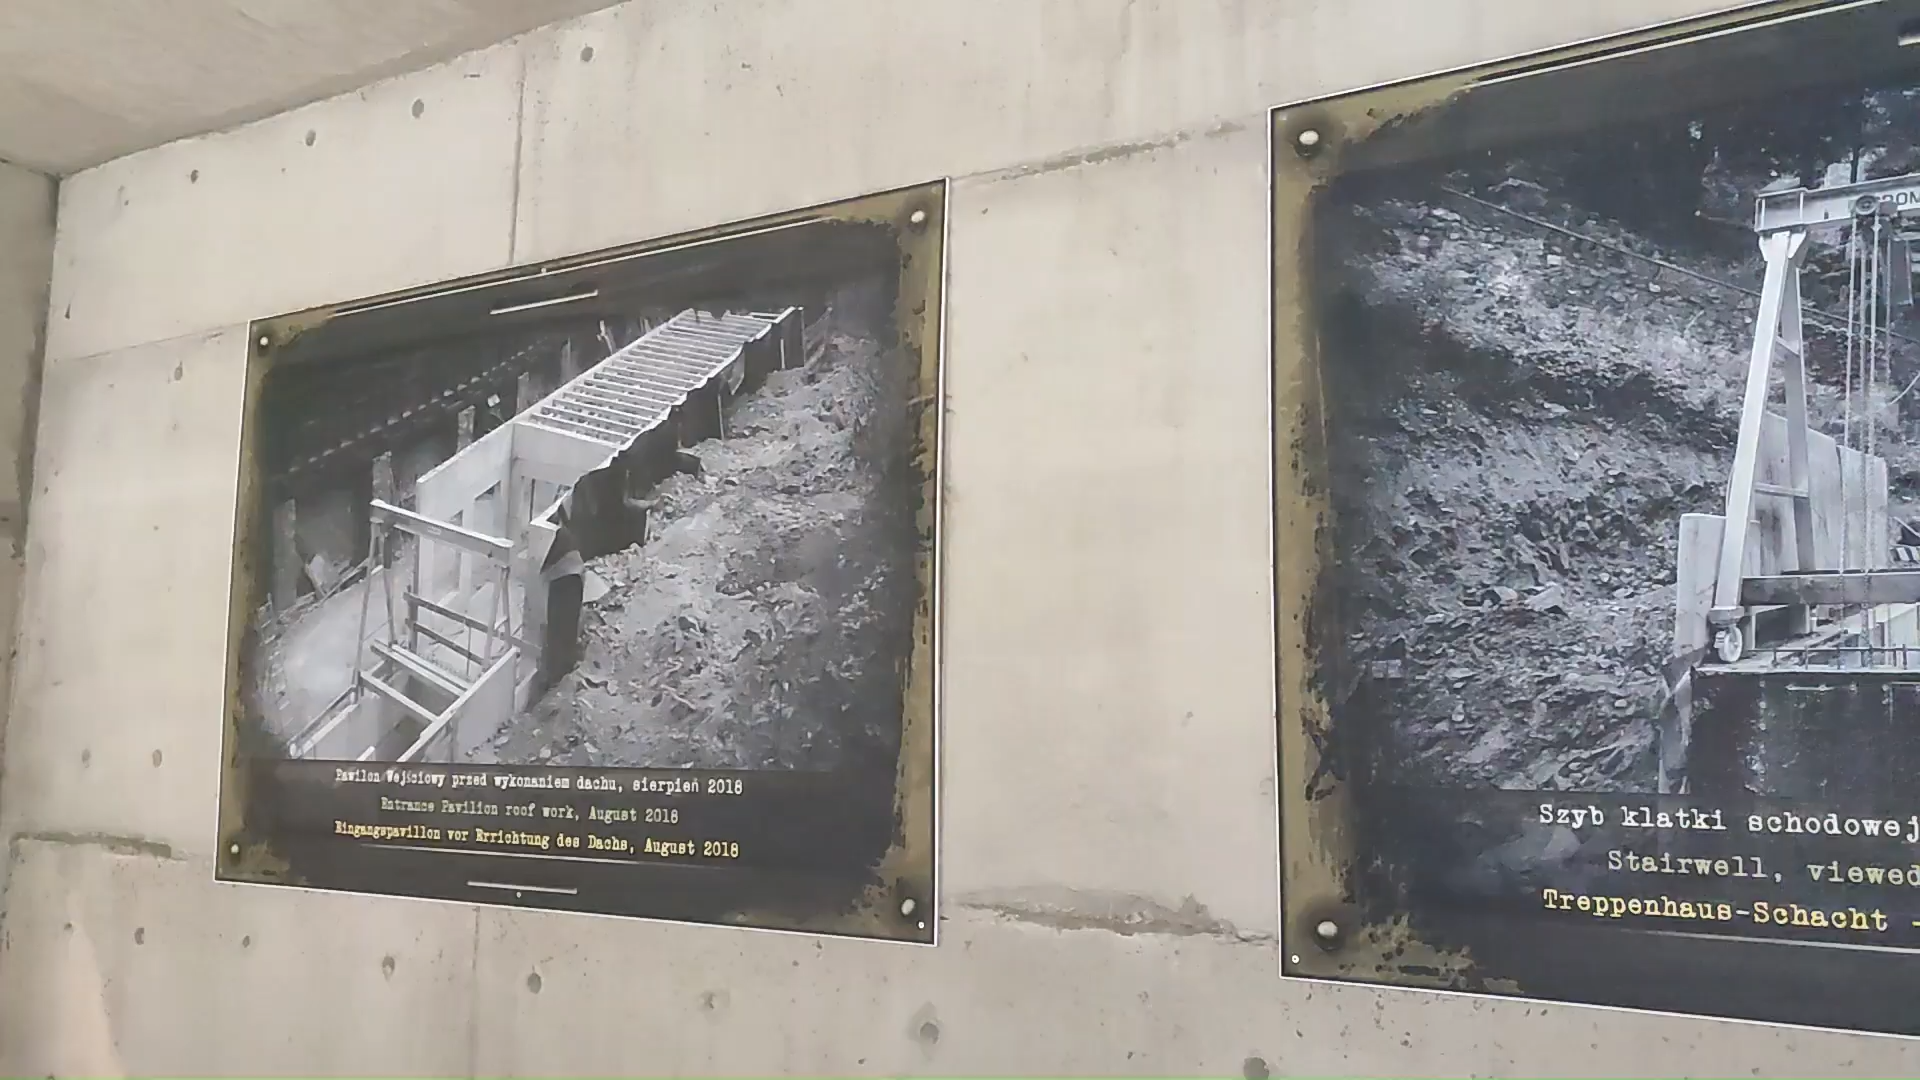 Pawilon Wejściowy przed wykonaniem dachu, sierpień 2018
Entrance Pavilion roof work, August 2018
Eingangspavillon vor Errichtung des Dachs, August 2018
Szyb klatki schodowej
Stairwell, viewed
Treppenhaus-Schacht -